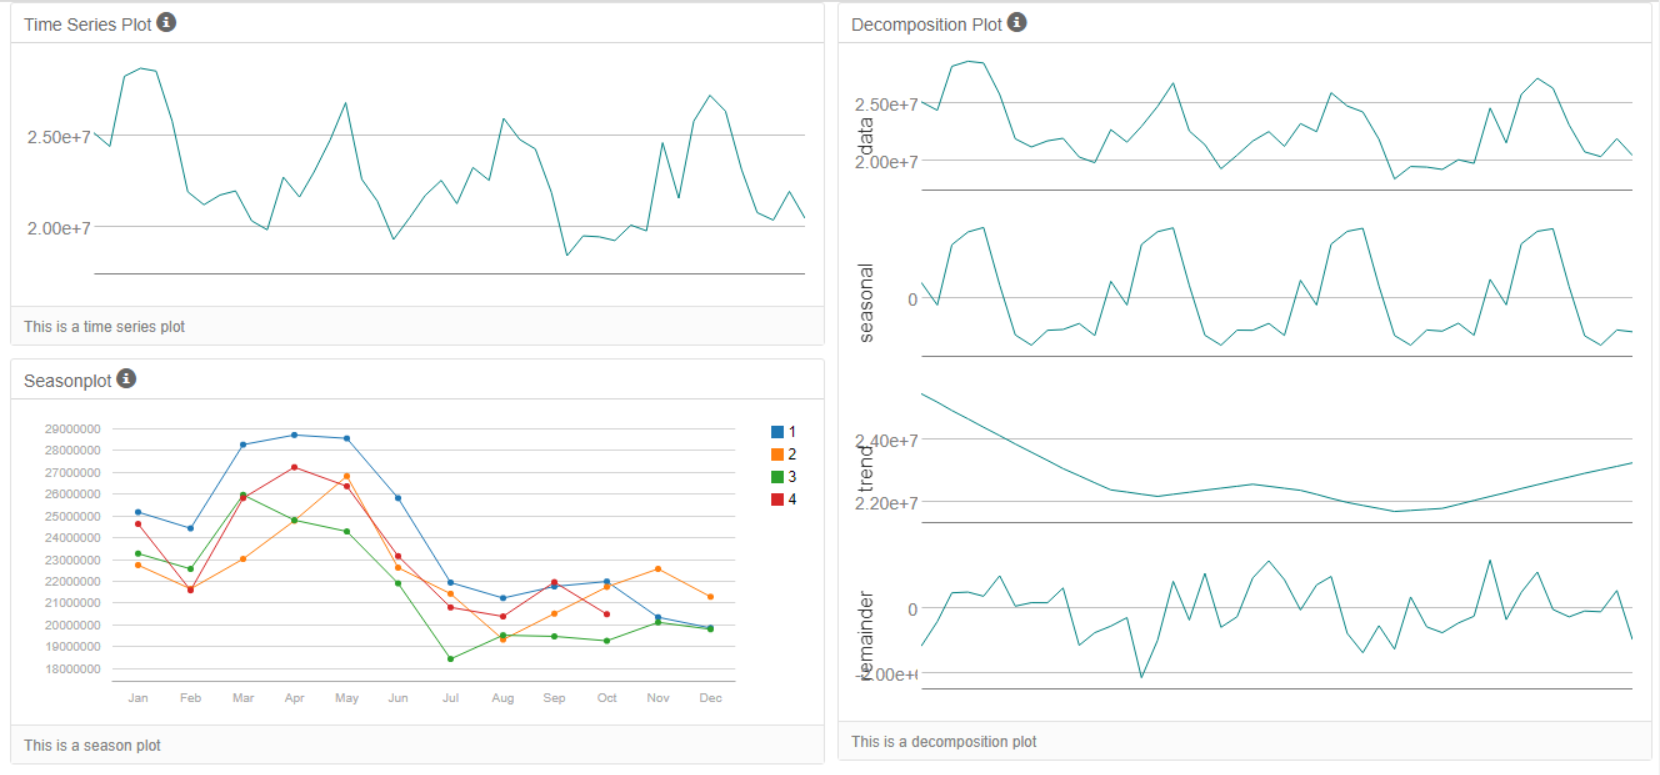 Time Series Plot
2.50e+7
2.00e+7
This is a time series plot
Seasonplot
29000000
28000000
27000000
26000000
25000000
24000000
23000000
22000000
21000000
20000000
19000000
18000000
Jan Feb Mar Apr May Jun Jul Aug Sep Oct Nov Dec
1
2
3
4
This is a season plot
Decomposition Plot
2.50e+7
2.00e+7
data
0
seasonal
2.40e+7
2.20e+7
trend
0
-2.00e+
remainder
This is a decomposition plot